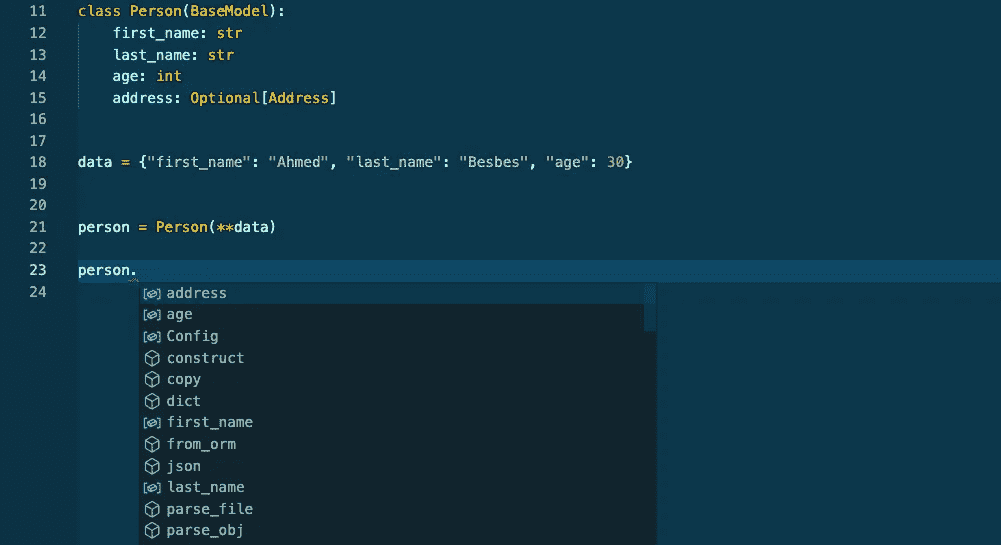 11 class Person(BaseModel):
12 first_name: str
13 last_name: str
14 age: int
15 address: Optional[Address]
16
17
18 data = {"first_name": "Ahmed", "last_name": "Besbes", "age": 30}
19
20
21 person = Person(**data)
22
23 person.
24 address
age
Config
construct
copy
dict
first_name
from_orm
json
last_name
parse_file
parse_obj